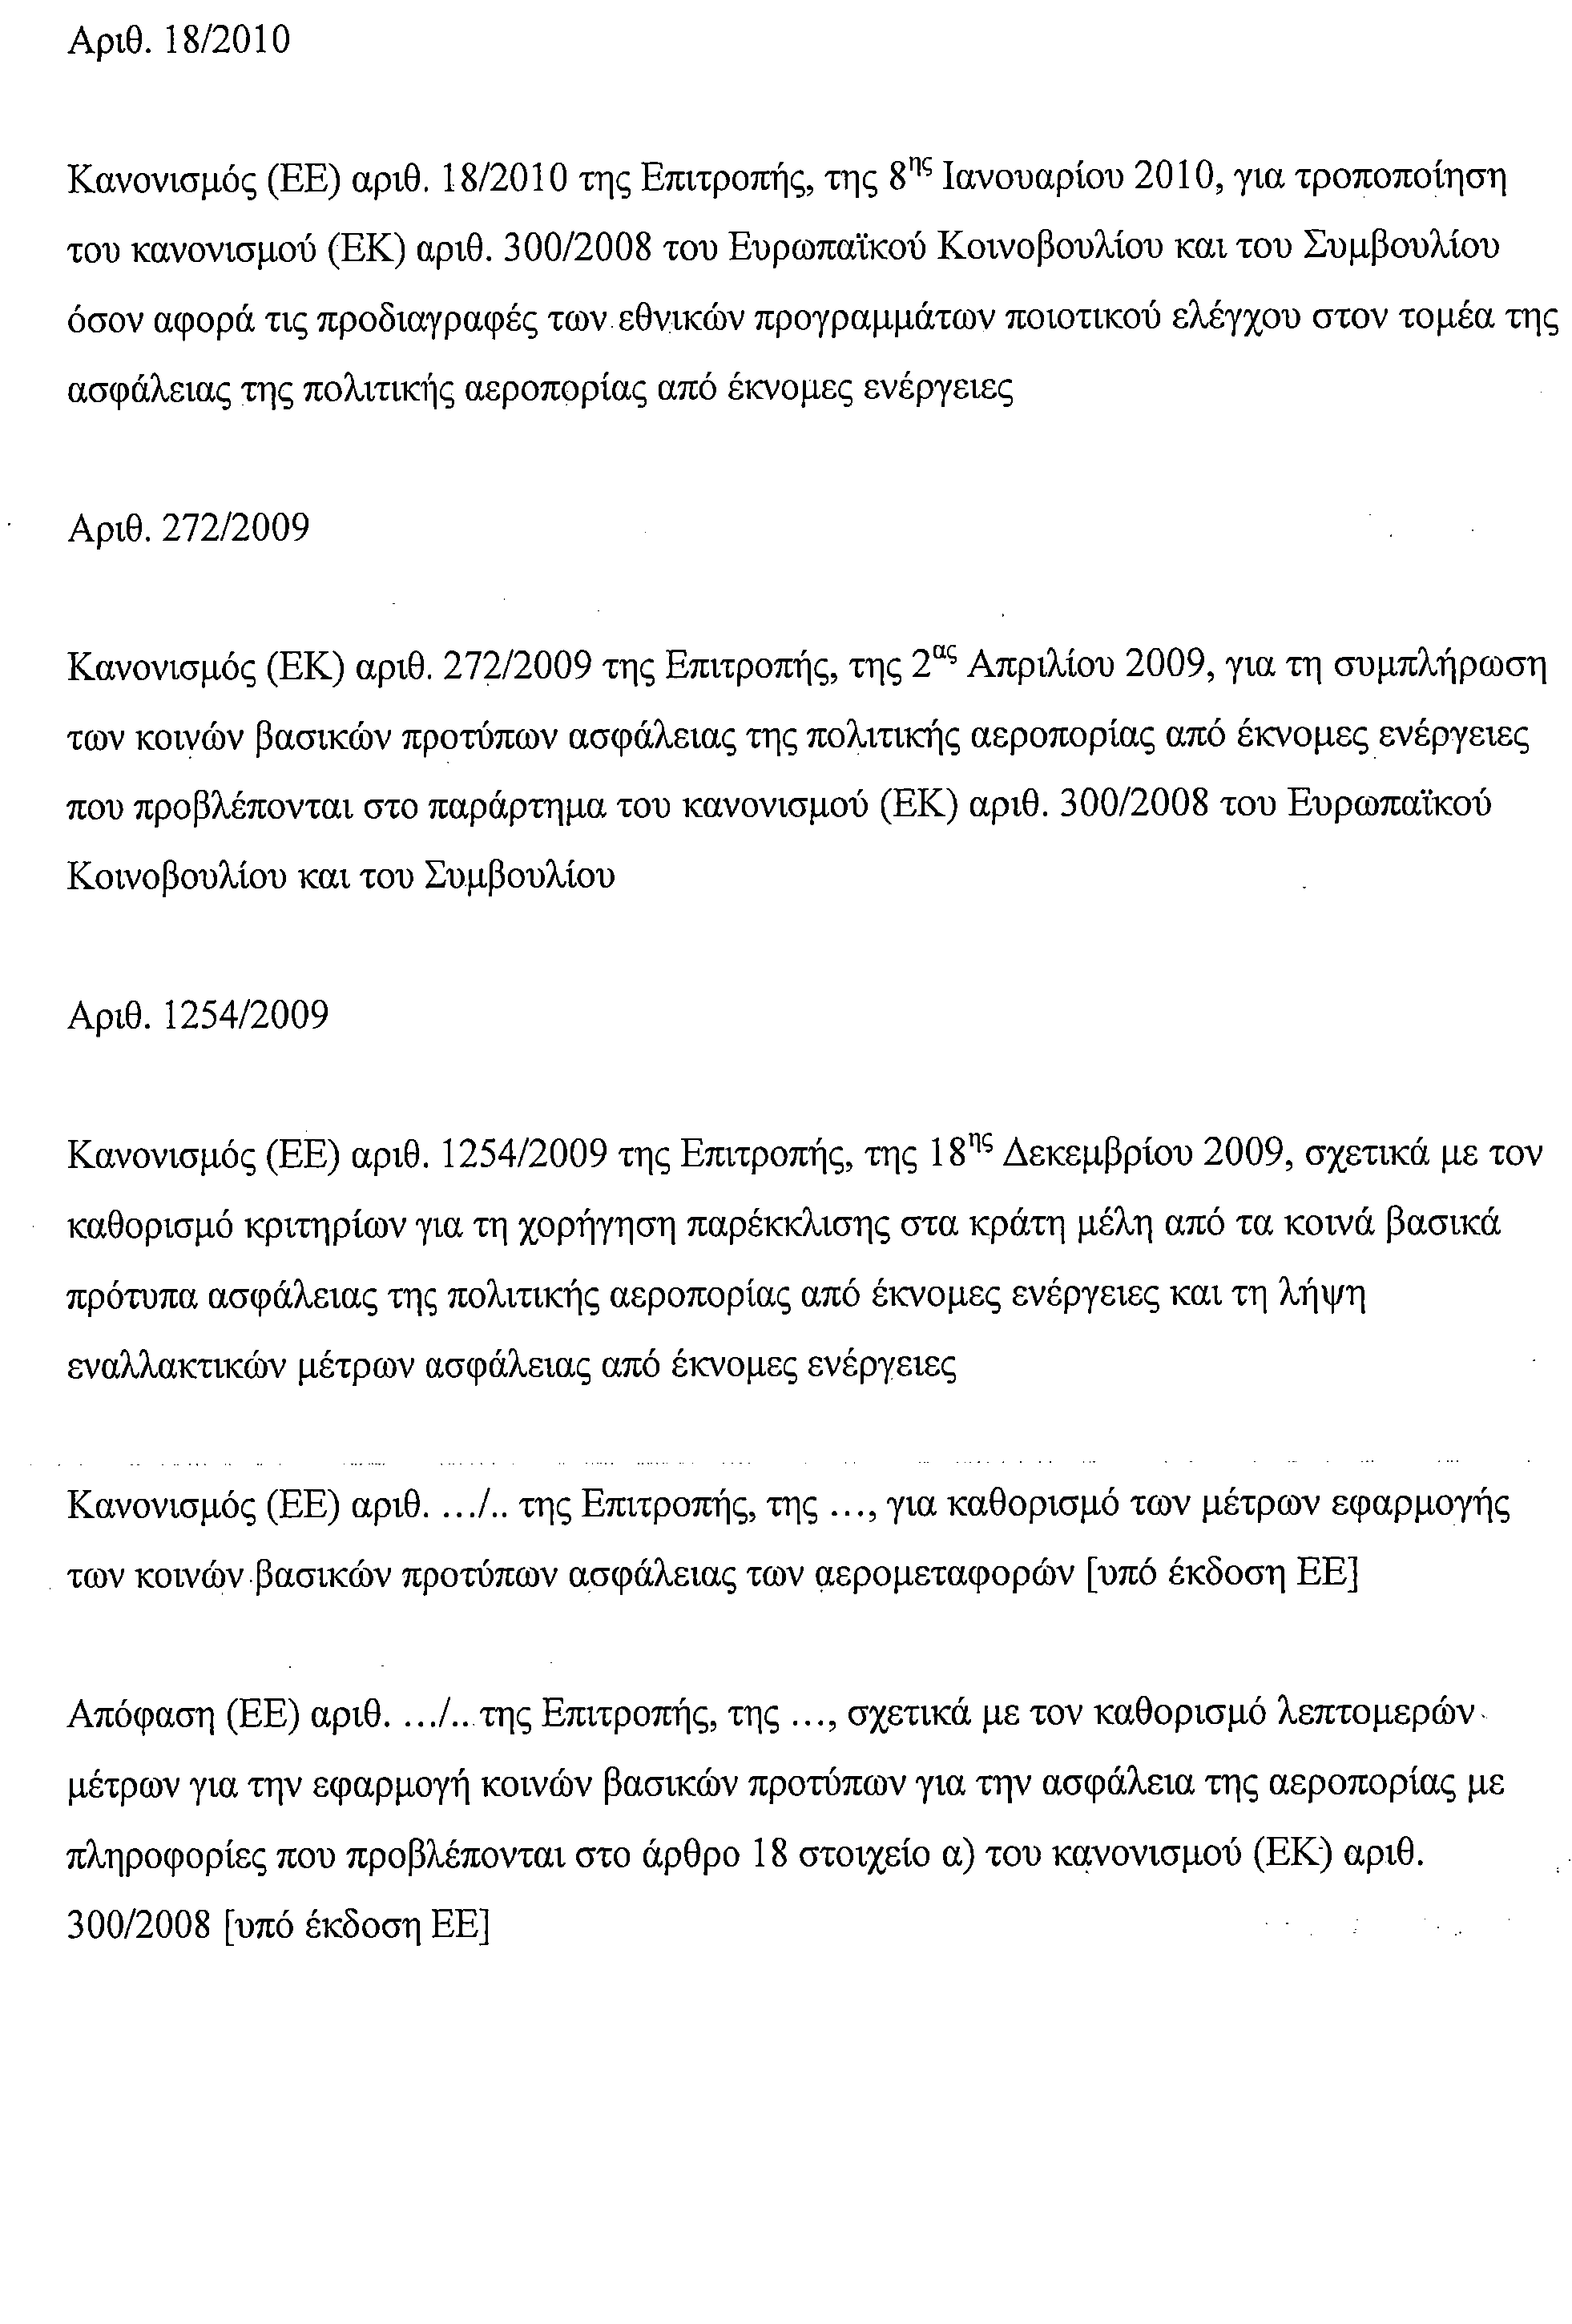 Αριθ. 18/2010
Κανονισμός (ΕΕ) αριθ. 18/2010 της Επιτροπής, της 8ης Ιανουαρίου 2010, για τροποποίηση
του κανονισμού (ΕΚ) αριθ. 300/2008 του Ευρωπαϊκού Κοινοβουλίου και του Συμβουλίου
όσον αφορά τις προδιαγραφές των εθνικών προγραμμάτων ποιοτικού ελέγχου στον τομέα της
ασφάλειας της πολιτικής αεροπορίας από έκνομες ενέργειες
Αριθ. 272/2009
Κανονισμός (ΕΚ) αριθ. 272/2009 της Επιτροπής, της 2ας Απριλίου 2009, για τη συμπλήρωση
των κοινών βασικών προτύπων ασφάλειας της πολιτικής αεροπορίας από έκνομες ενέργειες
που προβλέπονται στο παράρτημα του κανονισμού (ΕΚ) αριθ. 300/2008 του Ευρωπαϊκού
Κοινοβουλίου και του Συμβουλίου
Αριθ. 1254/2009
Κανονισμός (ΕΕ) αριθ. 1254/2009 της Επιτροπής, της 18ης Δεκεμβρίου 2009, σχετικά με τον
καθορισμό κριτηρίων για τη χορήγηση παρέκκλισης στα κράτη μέλη από τα κοινά βασικά
πρότυπα ασφάλειας της πολιτικής αεροπορίας από έκνομες ενέργειες και τη λήψη
εναλλακτικών μέτρων ασφάλειας από έκνομες ενέργειες
Κανονισμός (ΕΕ) αριθ. .../.. της Επιτροπής, της ..., για καθορισμό των μέτρων εφαρμογής
των κοινών βασικών προτύπων ασφάλειας των αερομεταφορών [υπό έκδοση ΕΕ]
Απόφαση (ΕΕ) αριθ. .../.. της Επιτροπής, της ..., σχετικά με τον καθορισμό λεπτομερών
μέτρων για την εφαρμογή κοινών βασικών προτύπων για την ασφάλεια της αεροπορίας με
πληροφορίες που προβλέπονται στο άρθρο 18 στοιχείο α) του κανονισμού (ΕΚ) αριθ.
300/2008 [υπό έκδοση ΕΕ]